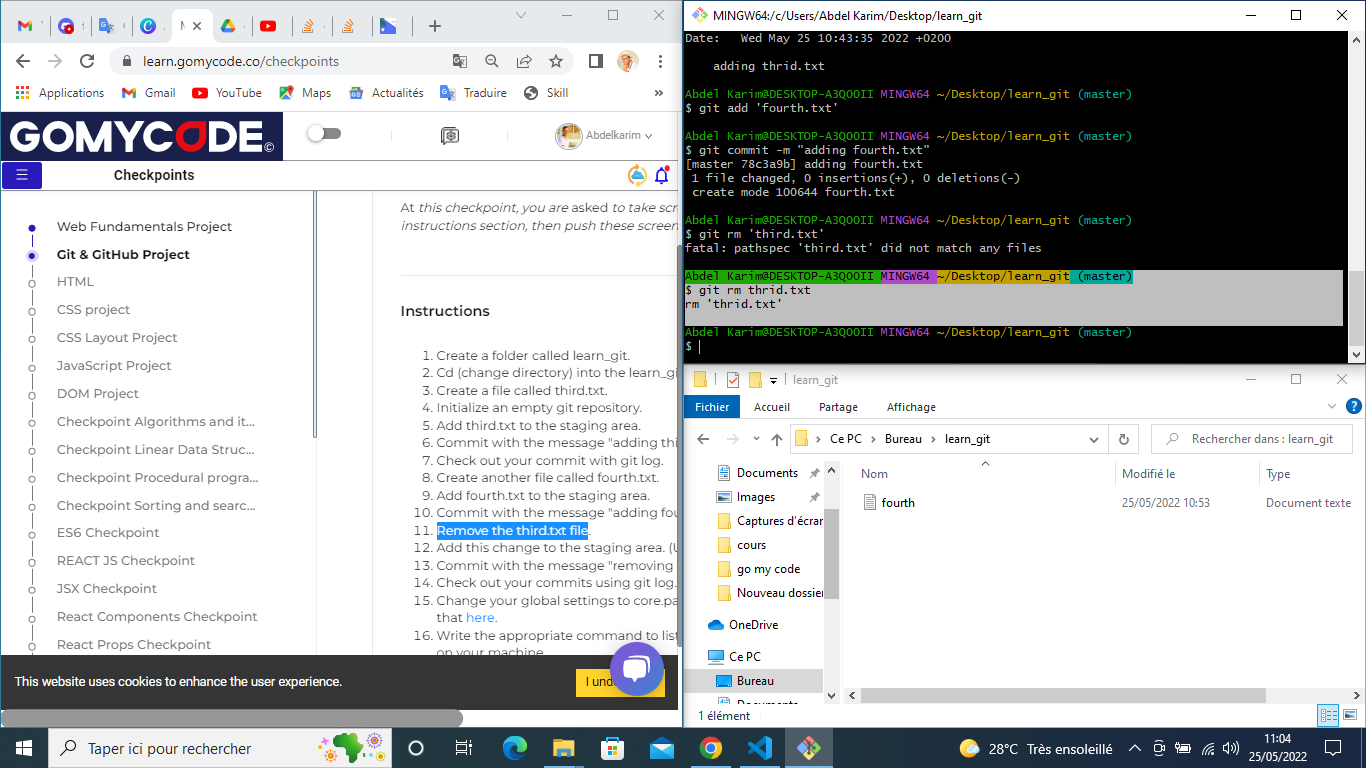 M
learn.gomycode.co/checkpoints
Applications
Gmail
YouTube
Maps
Actualités
Traduire
Skill
»
GOMYCODE©
Abdelkarim
Checkpoints
Web Fundamentals Project
Git & GitHub Project
HTML
CSS project
CSS Layout Project
JavaScript Project
DOM Project
Checkpoint Algorithms and it...
Checkpoint Linear Data Struc...
Checkpoint Procedural progra...
Checkpoint Sorting and searc...
ES6 Checkpoint
REACT JS Checkpoint
JSX Checkpoint
React Components Checkpoint
React Props Checkpoint
At this checkpoint, you are asked to take scr
instructions section, then push these screen
Instructions
1. Create a folder called learn_git.
2. Cd (change directory) into the learn_gi
3. Create a file called third.txt.
4. Initialize an empty git repository.
5. Add third.txt to the staging area.
6. Commit with the message "adding thi
7. Check out your commit with git log.
8. Create another file called fourth.txt.
9. Add fourth.txt to the staging area.
10. Commit with the message "adding fou
11. Remove the third.txt file.
12. Add this change to the staging area. (U
13. Commit with the message "removing
14. Check out your commits using git log.
15. Change your global settings to core.pa
that here.
16. Write the appropriate command to list
on your machine
This website uses cookies to enhance the user experience.
I und
MINGW64:/c/Users/Abdel Karim/Desktop/learn_git
Date:   Wed May 25 10:43:35 2022 +0200
adding thrid.txt
Abdel Karim@DESKTOP-A3QOOII MINGW64 ~/Desktop/learn_git (master)
$ git add 'fourth.txt'
Abdel Karim@DESKTOP-A3QOOII MINGW64 ~/Desktop/learn_git (master)
$ git commit -m "adding fourth.txt"
[master 78c3a9b] adding fourth.txt
1 file changed, 0 insertions(+), 0 deletions(-)
create mode 100644 fourth.txt
Abdel Karim@DESKTOP-A3QOOII MINGW64 ~/Desktop/learn_git (master)
$ git rm 'third.txt'
fatal: pathspec 'third.txt' did not match any files
Abdel Karim@DESKTOP-A3QOOII MINGW64 ~/Desktop/learn_git (master)
$ git rm thrid.txt
rm 'thrid.txt'
Abdel Karim@DESKTOP-A3QOOII MINGW64 ~/Desktop/learn_git (master)
$
learn_git
Fichier
Accueil
Partage
Affichage
Ce PC > Bureau > learn_git
Rechercher dans : learn_git
Documents
Images
Captures d'écrar
cours
go my code
Nouveau dossier
OneDrive
Ce PC
Bureau
Documents
Nom
Modifié le
Type
fourth
25/05/2022 10:53
Document texte
1 élément
Taper ici pour rechercher
28°C Très ensoleillé
11:04
25/05/2022